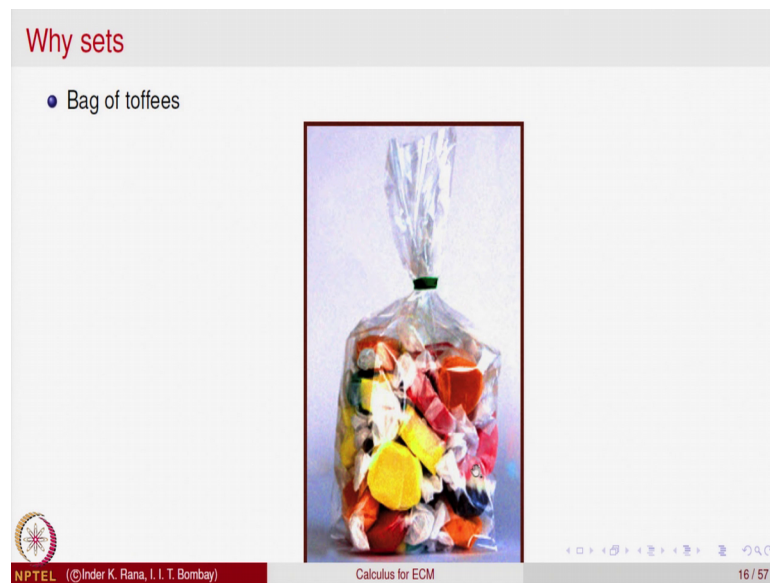 Why sets
Bag of toffees
NPTEL (©Inder K. Rana, I. I. T. Bombay) Calculus for ECM 16 / 57